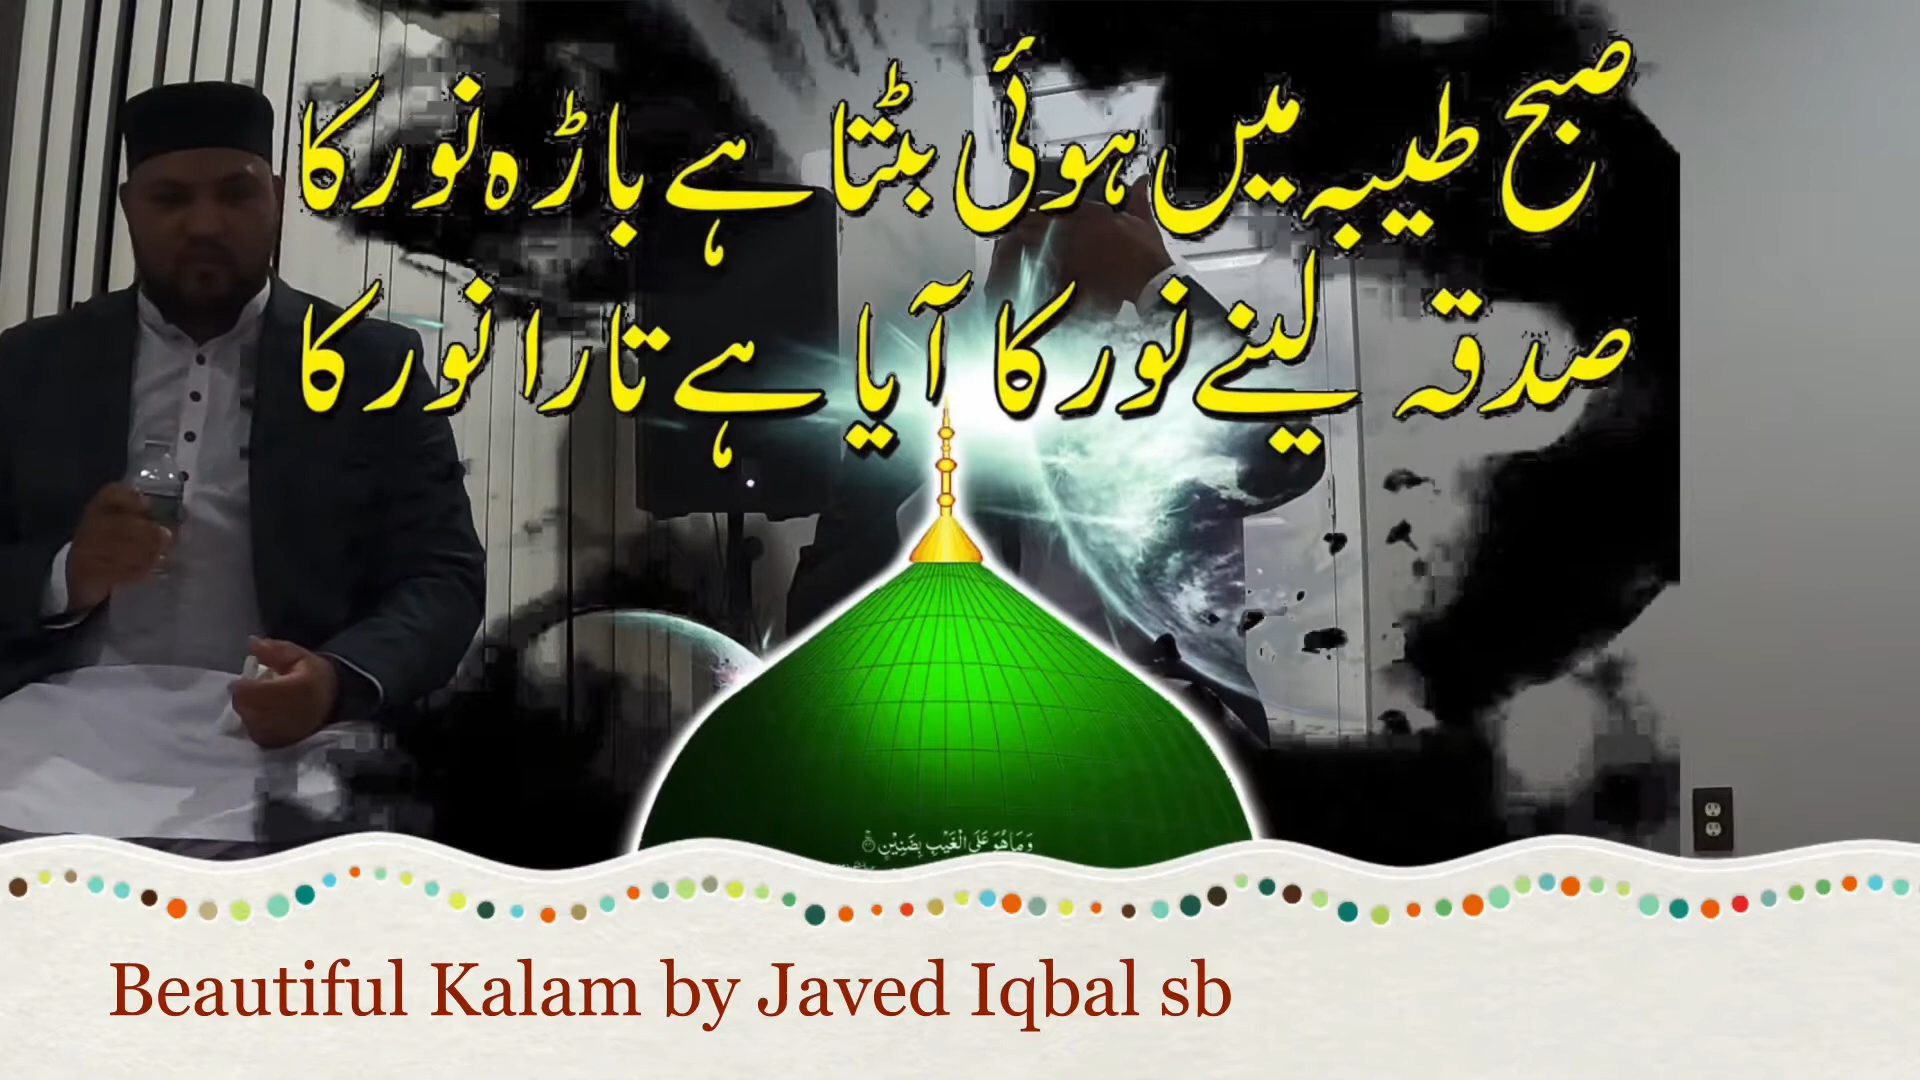 صبح طیبہ میں ہوئی بٹتا ہے باڑہ نور کا
صدقہ لینے نور کا آیا ہے تارا نور کا
وَمَا هُوَ عَلَى الْغَيْبِ بِضَنِينٍ
Beautiful Kalam by Javed Iqbal sb